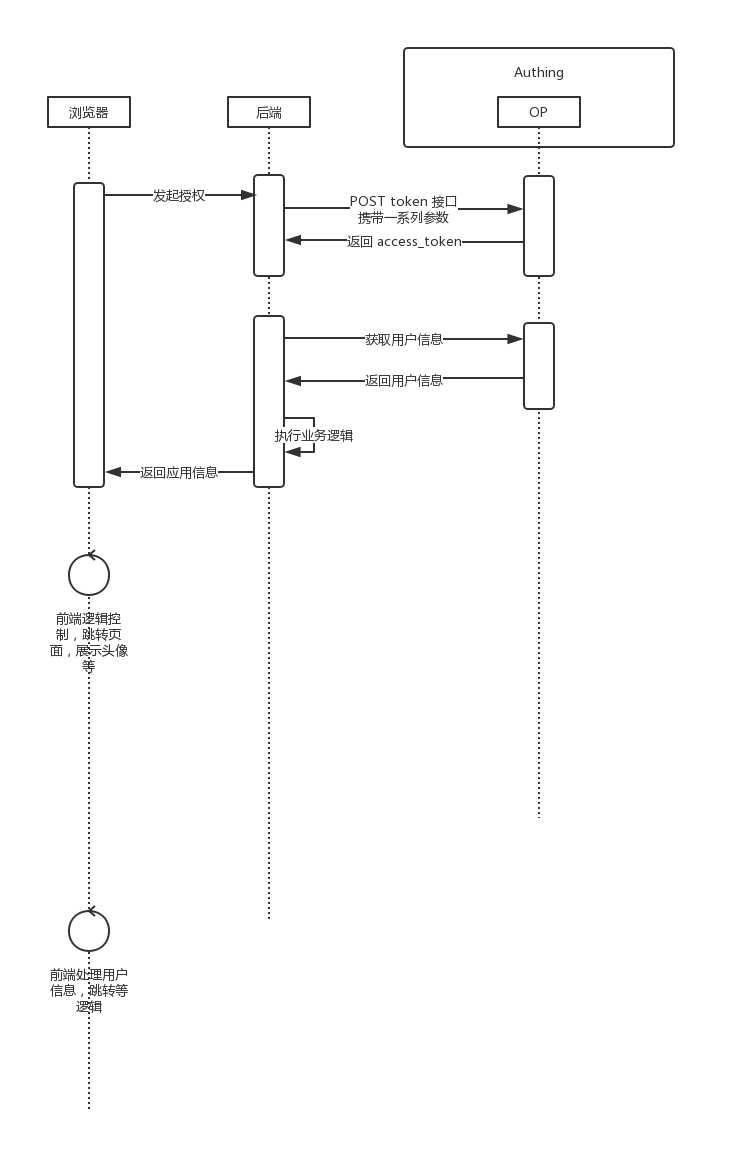 Authing
浏览器
后端
OP
发起授权
POST token 接口
携带一系列参数
返回 access_token
获取用户信息
返回用户信息
执行业务逻辑
返回应用信息
前端逻辑控
制，跳转页
面，展示头像
等
前端处理用户
信息，跳转等
逻辑